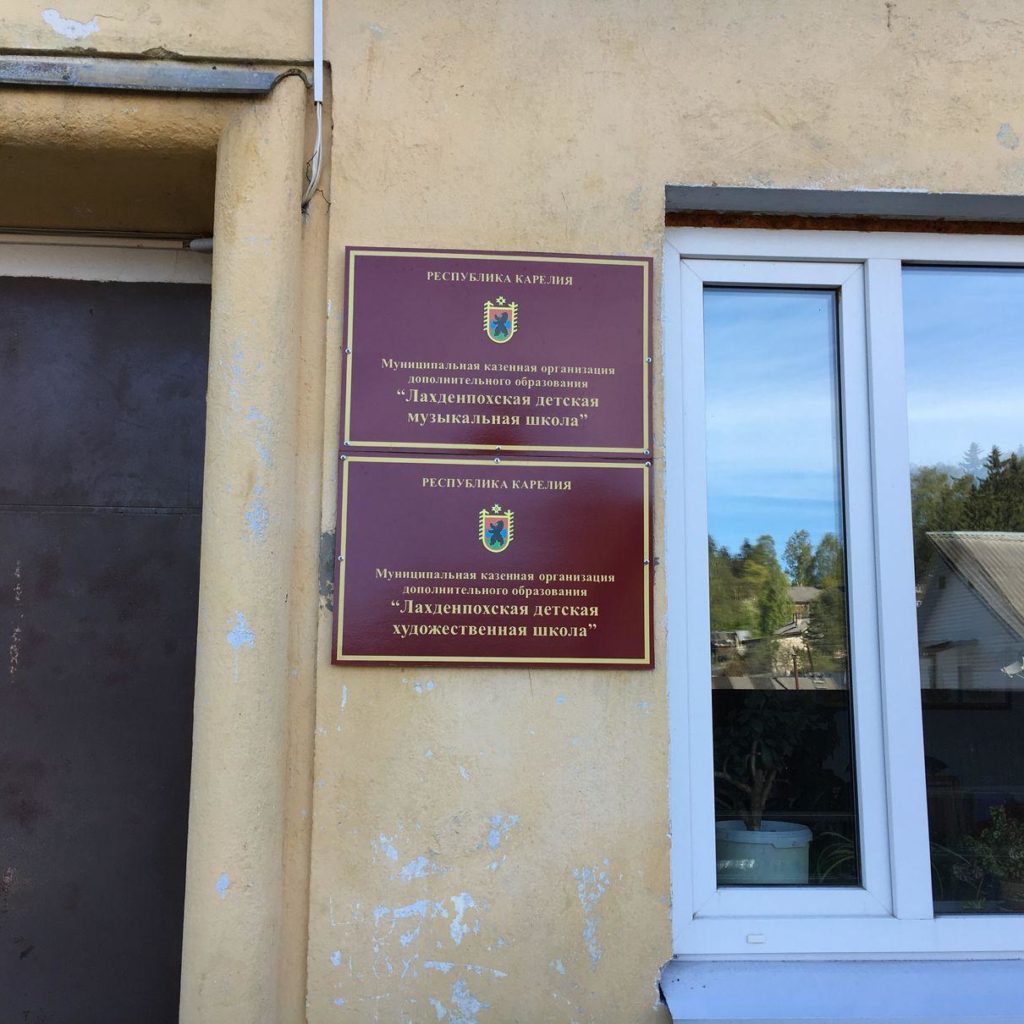 РЕСПУБЛИКА КАРЕЛИЯ
Муниципальная казенная организация
дополнительного образования
“Лахденпохская детская
музыкальная школа”
РЕСПУБЛИКА КАРЕЛИЯ
Муниципальная казенная организация
дополнительного образования
“Лахденпохская детская
художественная школа”